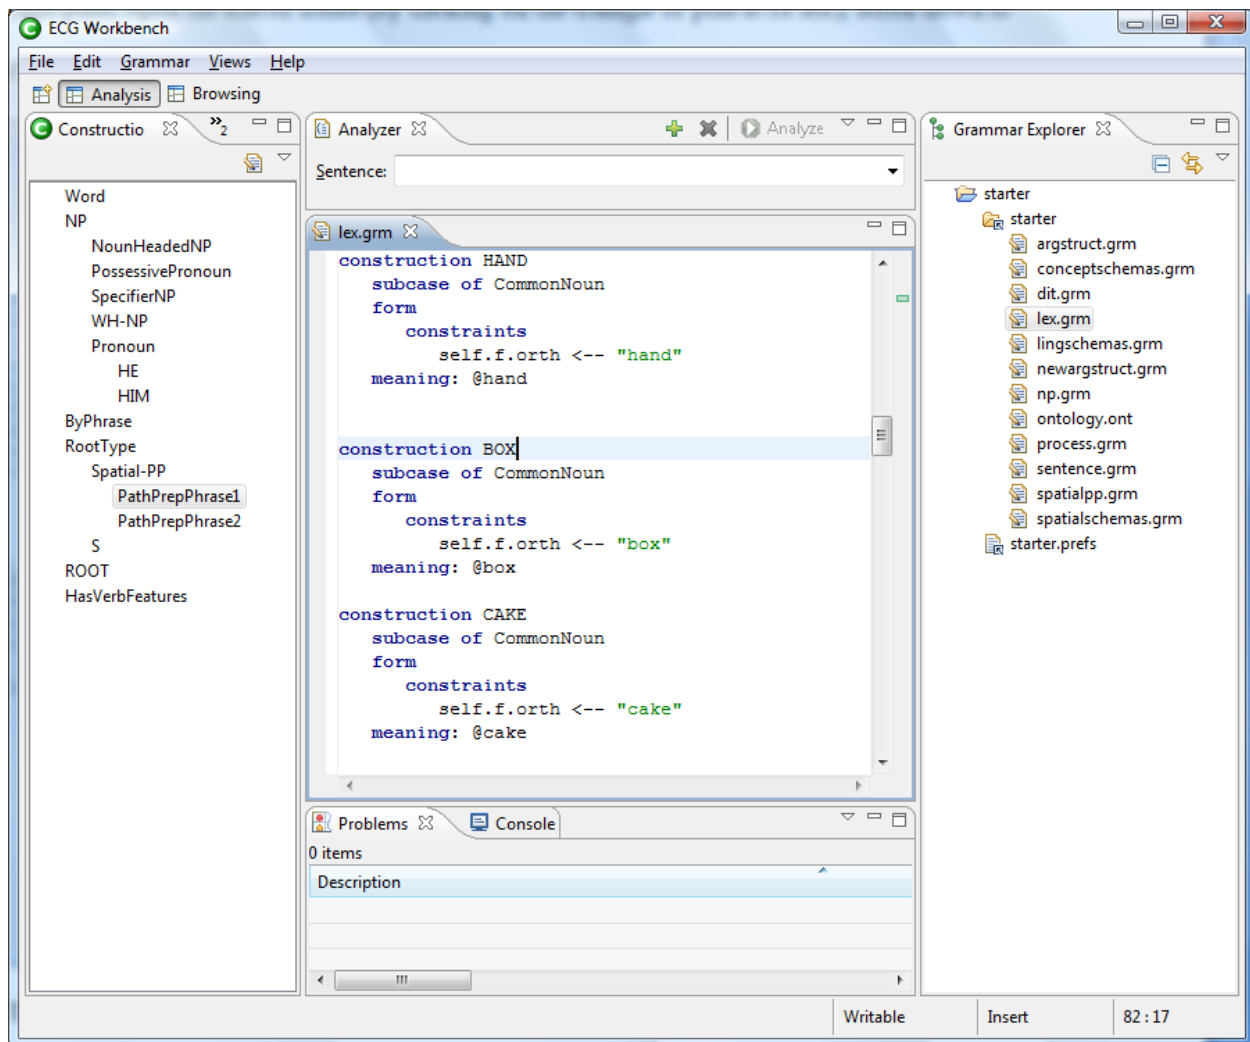 ECG Workbench
File Edit Grammar Views Help
Analysis Browsing
Constructio
»2
Word
NP
NounHeadedNP
PossessivePronoun
SpecifierNP
WH-NP
Pronoun
HE
HIM
ByPhrase
RootType
Spatial-PP
PathPrepPhrase1
PathPrepPhrase2
S
ROOT
HasVerbFeatures
Analyzer Analyze
Sentence:
lex.grm
construction HAND
subcase of CommonNoun
form
constraints
self.f.orth <-- "hand"
meaning: @hand
construction BOX
subcase of CommonNoun
form
constraints
self.f.orth <-- "box"
meaning: @box
construction CAKE
subcase of CommonNoun
form
constraints
self.f.orth <-- "cake"
meaning: @cake
Problems Console
0 items
Description
Grammar Explorer
starter
starter
argstruct.grm
conceptschemas.grm
dit.grm
lex.grm
lingschemas.grm
newargstruct.grm
np.grm
ontology.ont
process.grm
sentence.grm
spatialpp.grm
spatialschemas.grm
starter.prefs
Writable Insert 82 : 17